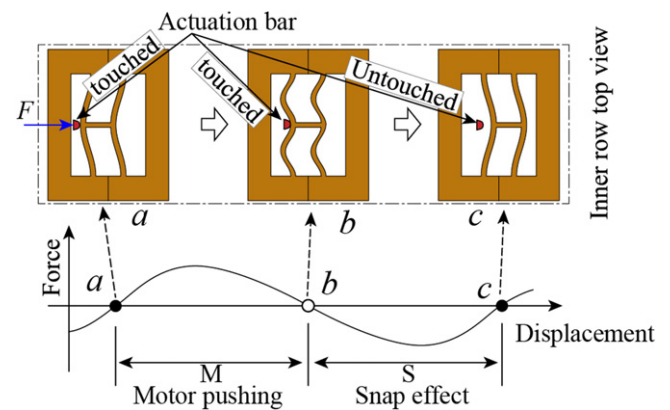 Actuation bar
touched
touched
Untouched
F
Inner row top view
a
b
c
Force
a
b
c
Displacement
M
S
Motor pushing
Snap effect